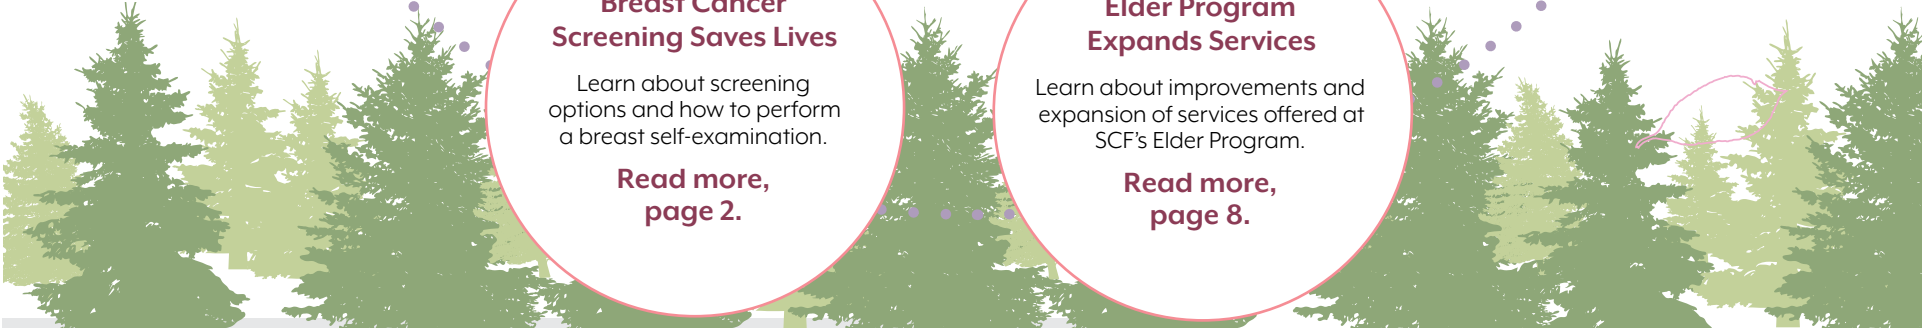 Breast Cancer
Screening Saves Lives
Learn about screening
options and how to perform
a breast self-examination.
Read more,
page 2.
Elder Program
Expands Services
Learn about improvements and
expansion of services offered at
SCF’s Elder Program.
Read more,
page 8.